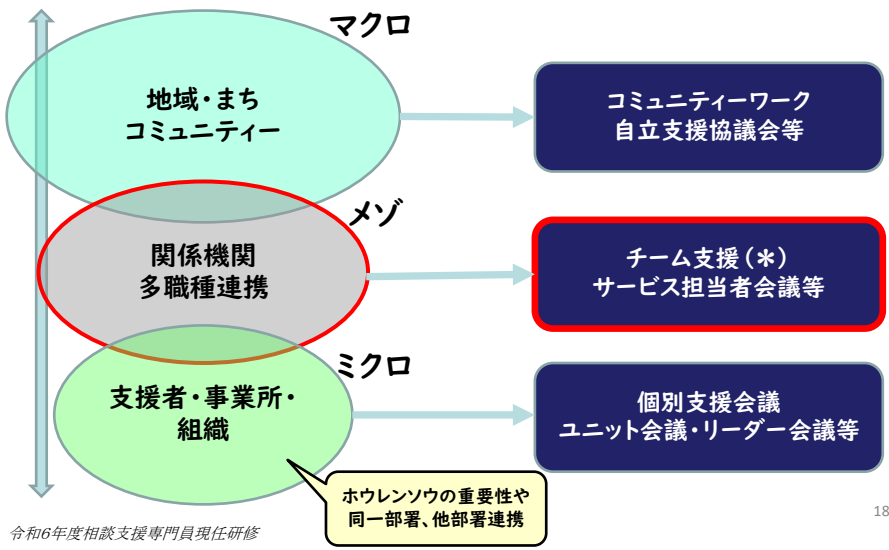 マクロ
地域・まち
コミュニティー
コミュニティーワーク
自立支援協議会等
メゾ
関係機関
多職種連携
チーム支援（＊）
サービス担当者会議等
ミクロ
支援者・事業所・
組織
個別支援会議
ユニット会議・リーダー会議等
ホウレンソウの重要性や
同一部署、他部署連携
令和6年度相談支援専門員現任研修
18